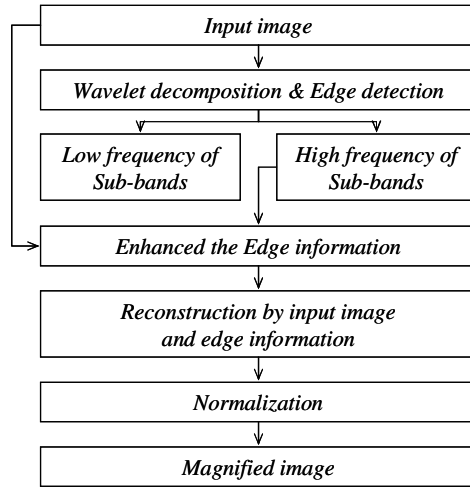 Input image
Wavelet decomposition & Edge detection
Low frequency of
Sub-bands
High frequency of
Sub-bands
Enhanced the Edge information
Reconstruction by input image
and edge information
Normalization
Magnified image